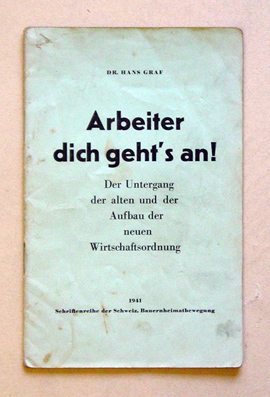 DR. HANS GRAF
Arbeiter
dich geht's an!
Der Untergang
der alten und der
Aufbau der
neuen
Wirtschaftsordnung
1941
Schriftenreihe der Schweiz. Bauernheimatbewegung